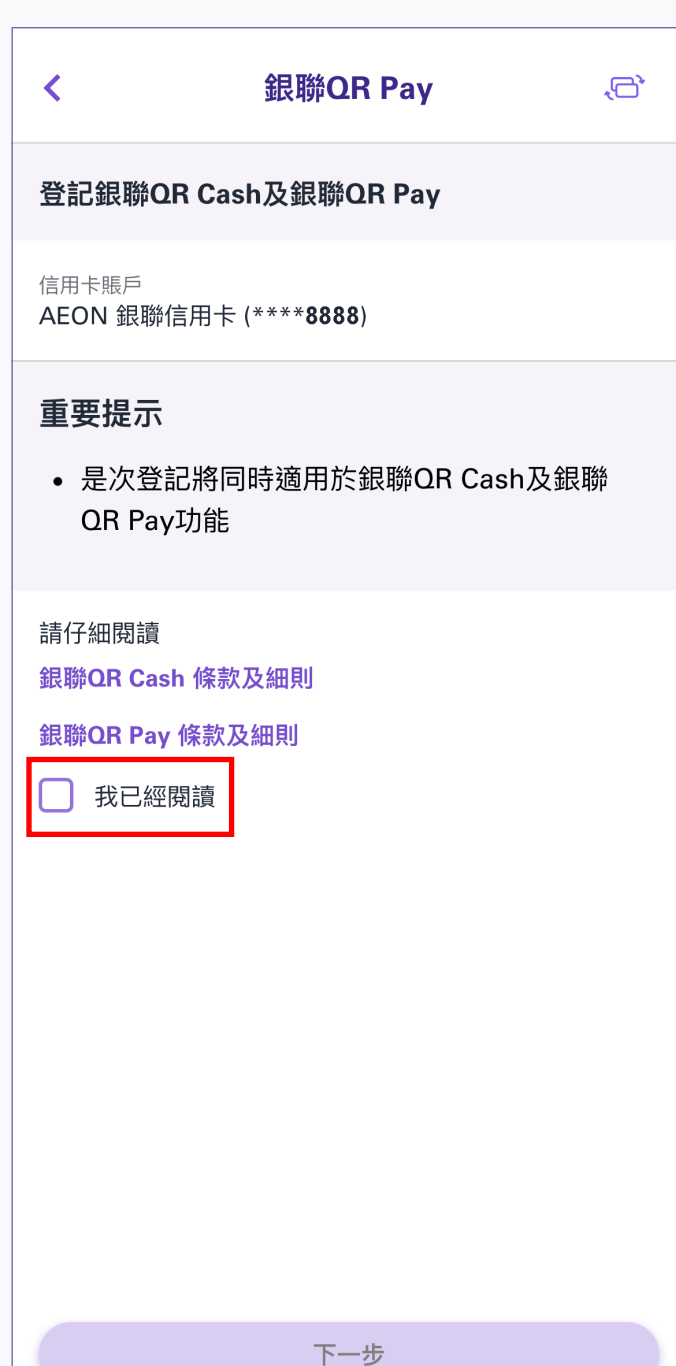 銀聯QR Pay
登記銀聯QR Cash及銀聯QR Pay
信用卡賬戶
AEON 銀聯信用卡 (****8888)
重要提示
• 是次登記將同時適用於銀聯QR Cash及銀聯
QR Pay功能
請仔細閱讀
銀聯QR Cash 條款及細則
銀聯QR Pay 條款及細則
我已經閱讀
下一步